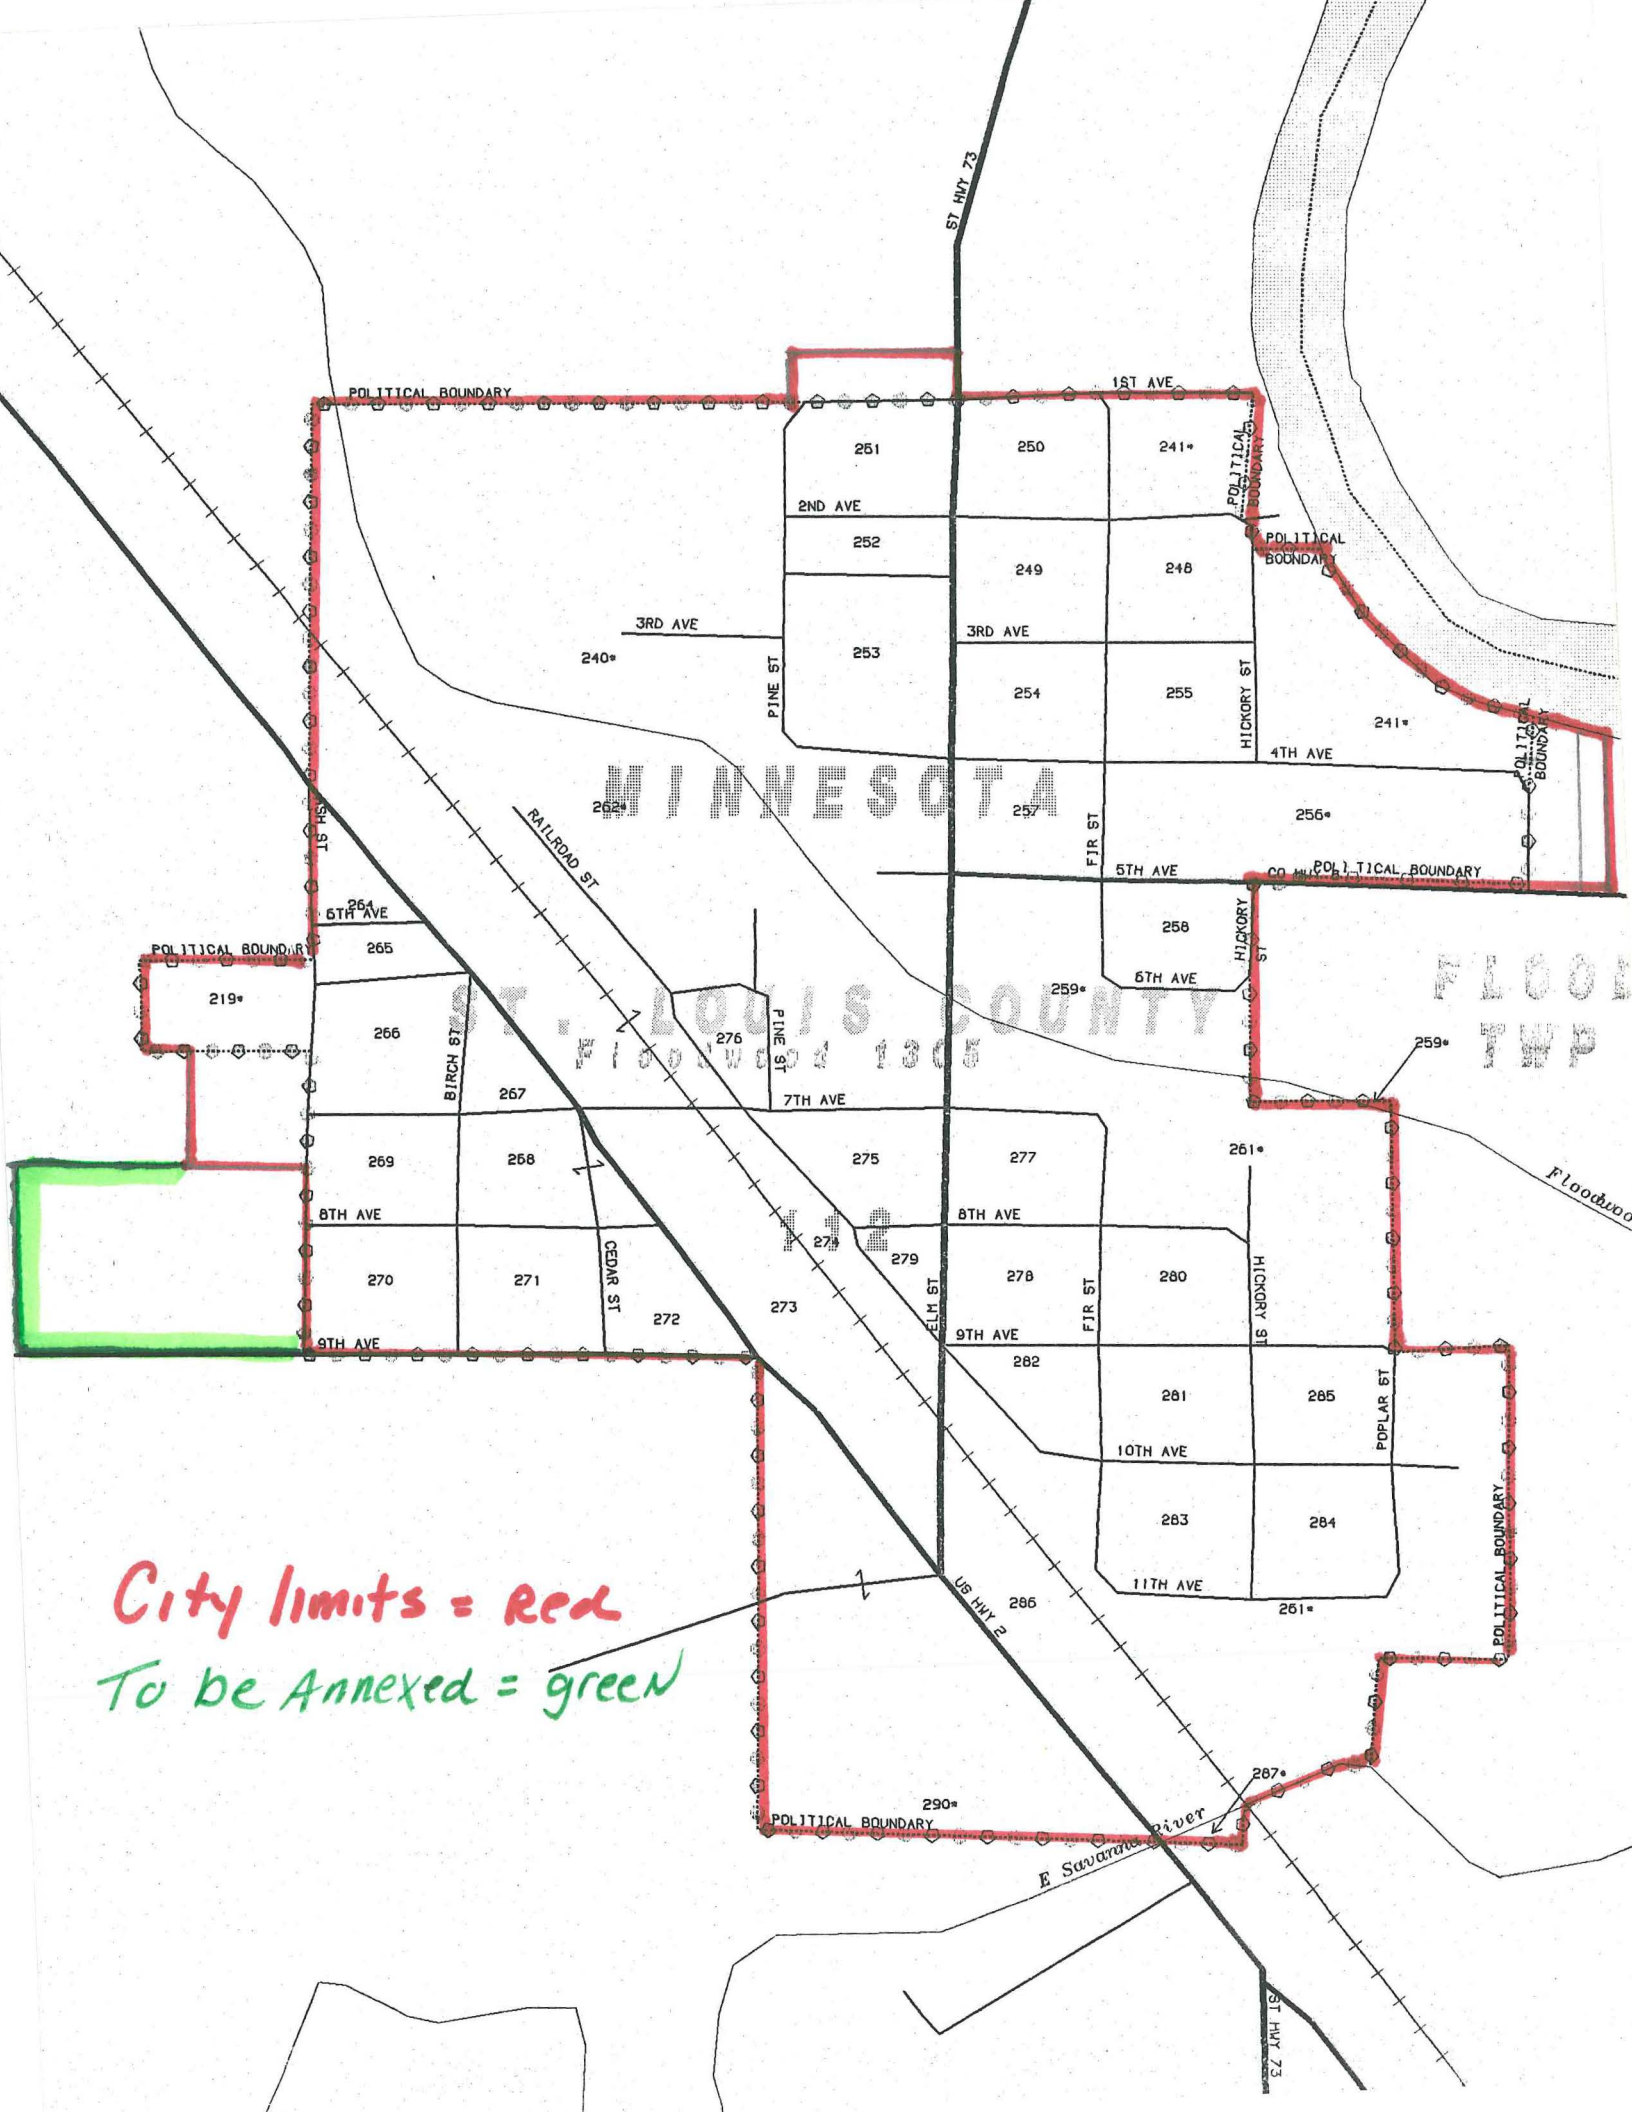 ST HWY 73
POLITICAL BOUNDARY
1ST AVE
251
250
241*
POLITICAL
BOUNDARY
2ND AVE
252
POLITICAL
BOUNDARY
249
248
3RD AVE
3RD AVE
240*
253
PINE ST
254
255
HICKORY ST
241*
POLITICAL
BOUNDARY
4TH AVE
MINNESOTA
262*
257
256*
RAILROAD ST
FIR ST
5TH AVE
POLITICAL BOUNDARY
264
6TH AVE
265
258
HICKORY
ST
POLITICAL BOUNDARY
219*
6TH AVE
259*
ST. LOUIS COUNTY
TWP
266
BIRCH ST
276
PINE ST
259*
267
7TH AVE
269
268
275
277
261*
8TH AVE
8TH AVE
112
274
279
CEDAR ST
270
271
272
273
ELM ST
278
FIR ST
280
HICKORY ST
9TH AVE
9TH AVE
282
281
285
POPLAR ST
10TH AVE
283
284
POLITICAL BOUNDARY
11TH AVE
261*
US HWY 2
286
City limits = Red
To be Annexed = green
287*
290*
POLITICAL BOUNDARY
E Savanna River
ST HWY 73